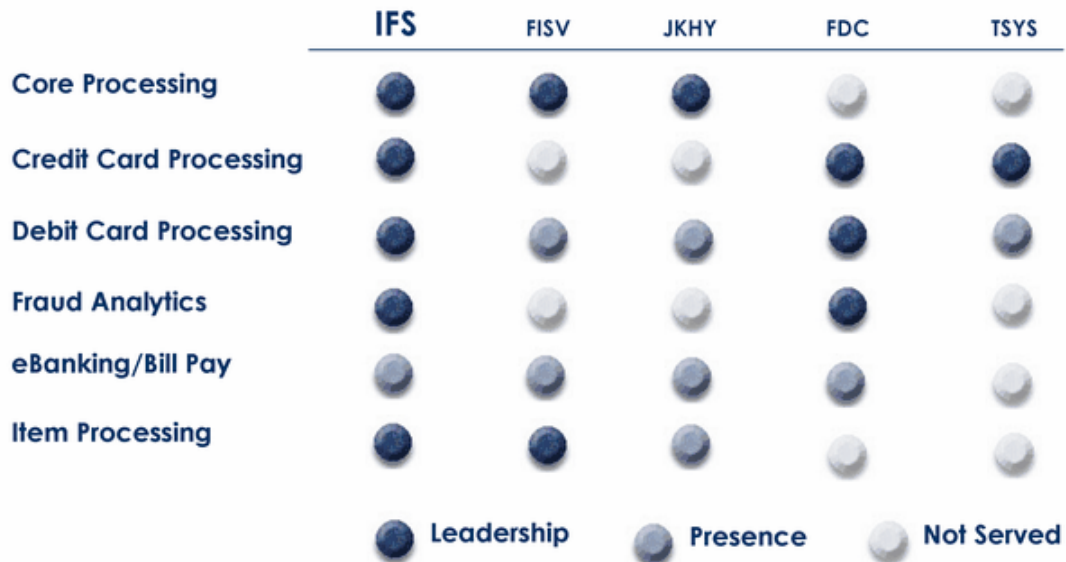 IFS FISV JKHY FDC TSYS
Core Processing
Credit Card Processing
Debit Card Processing
Fraud Analytics
eBanking/Bill Pay
Item Processing
Leadership Presence Not Served